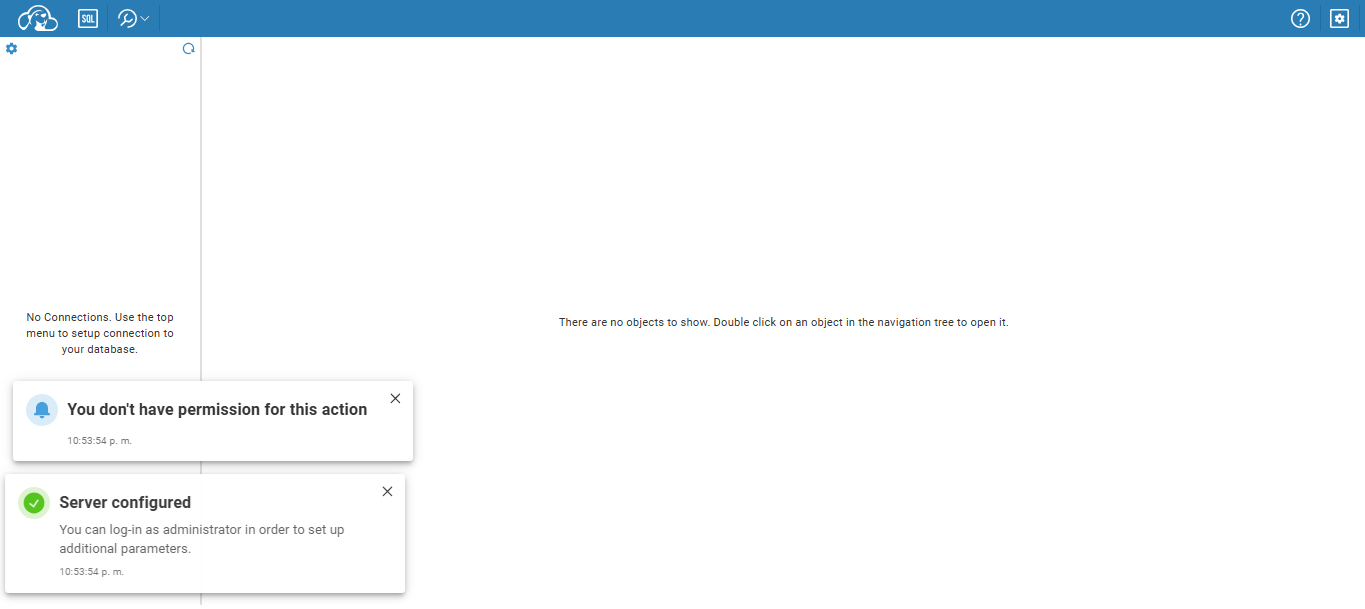 SQL
No Connections. Use the top
menu to setup connection to
your database.
There are no objects to show. Double click on an object in the navigation tree to open it.
You don't have permission for this action
10:53:54 p. m.
Server configured
You can log-in as administrator in order to set up
additional parameters.
10:53:54 p. m.